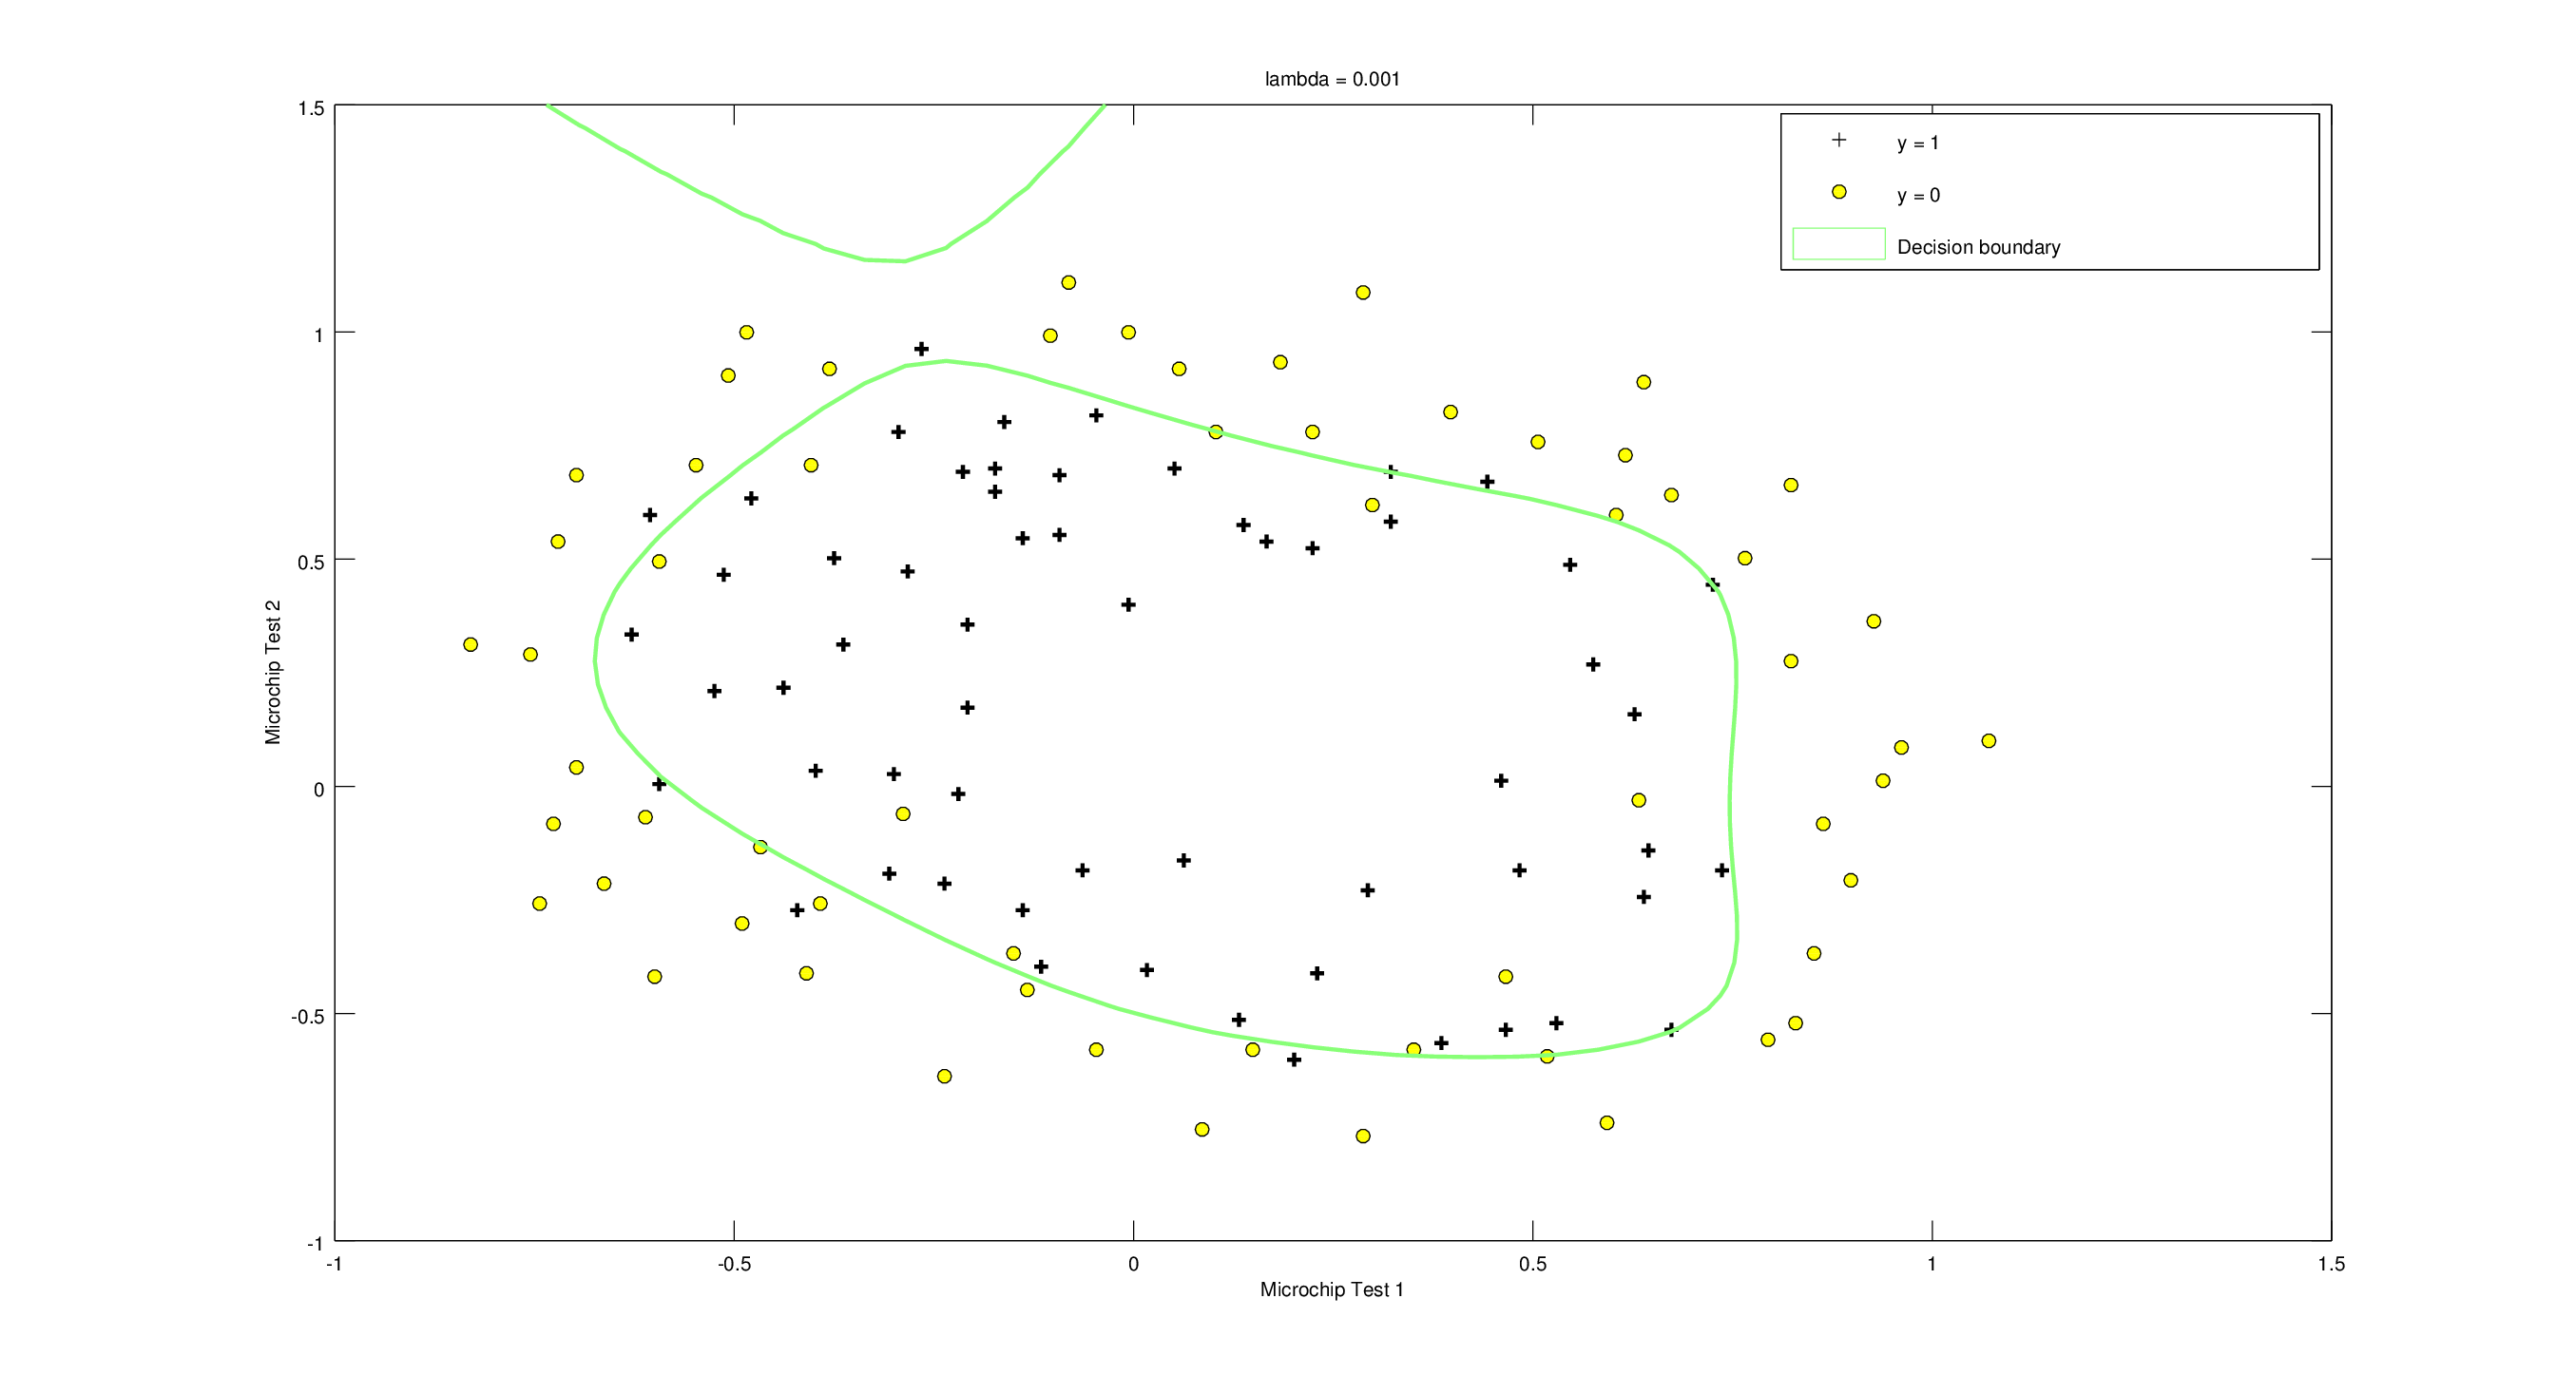 lambda = 0.001
1.5
1
0.5
0
-0.5
-1
Microchip Test 2
y = 1
y = 0
Decision boundary
-1
-0.5
0
0.5
1
1.5
Microchip Test 1